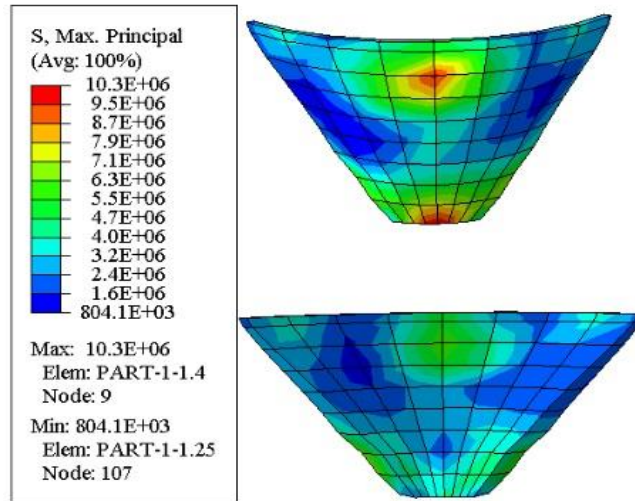 S, Max. Principal
(Avg: 100%)
10.3E+06
9.5E+06
8.7E+06
7.9E+06
7.1E+06
6.3E+06
5.5E+06
4.7E+06
4.0E+06
3.2E+06
2.4E+06
1.6E+06
804.1E+03
Max: 10.3E+06
Elem: PART-1-1.4
Node: 9
Min: 804.1E+03
Elem: PART-1-1.25
Node: 107